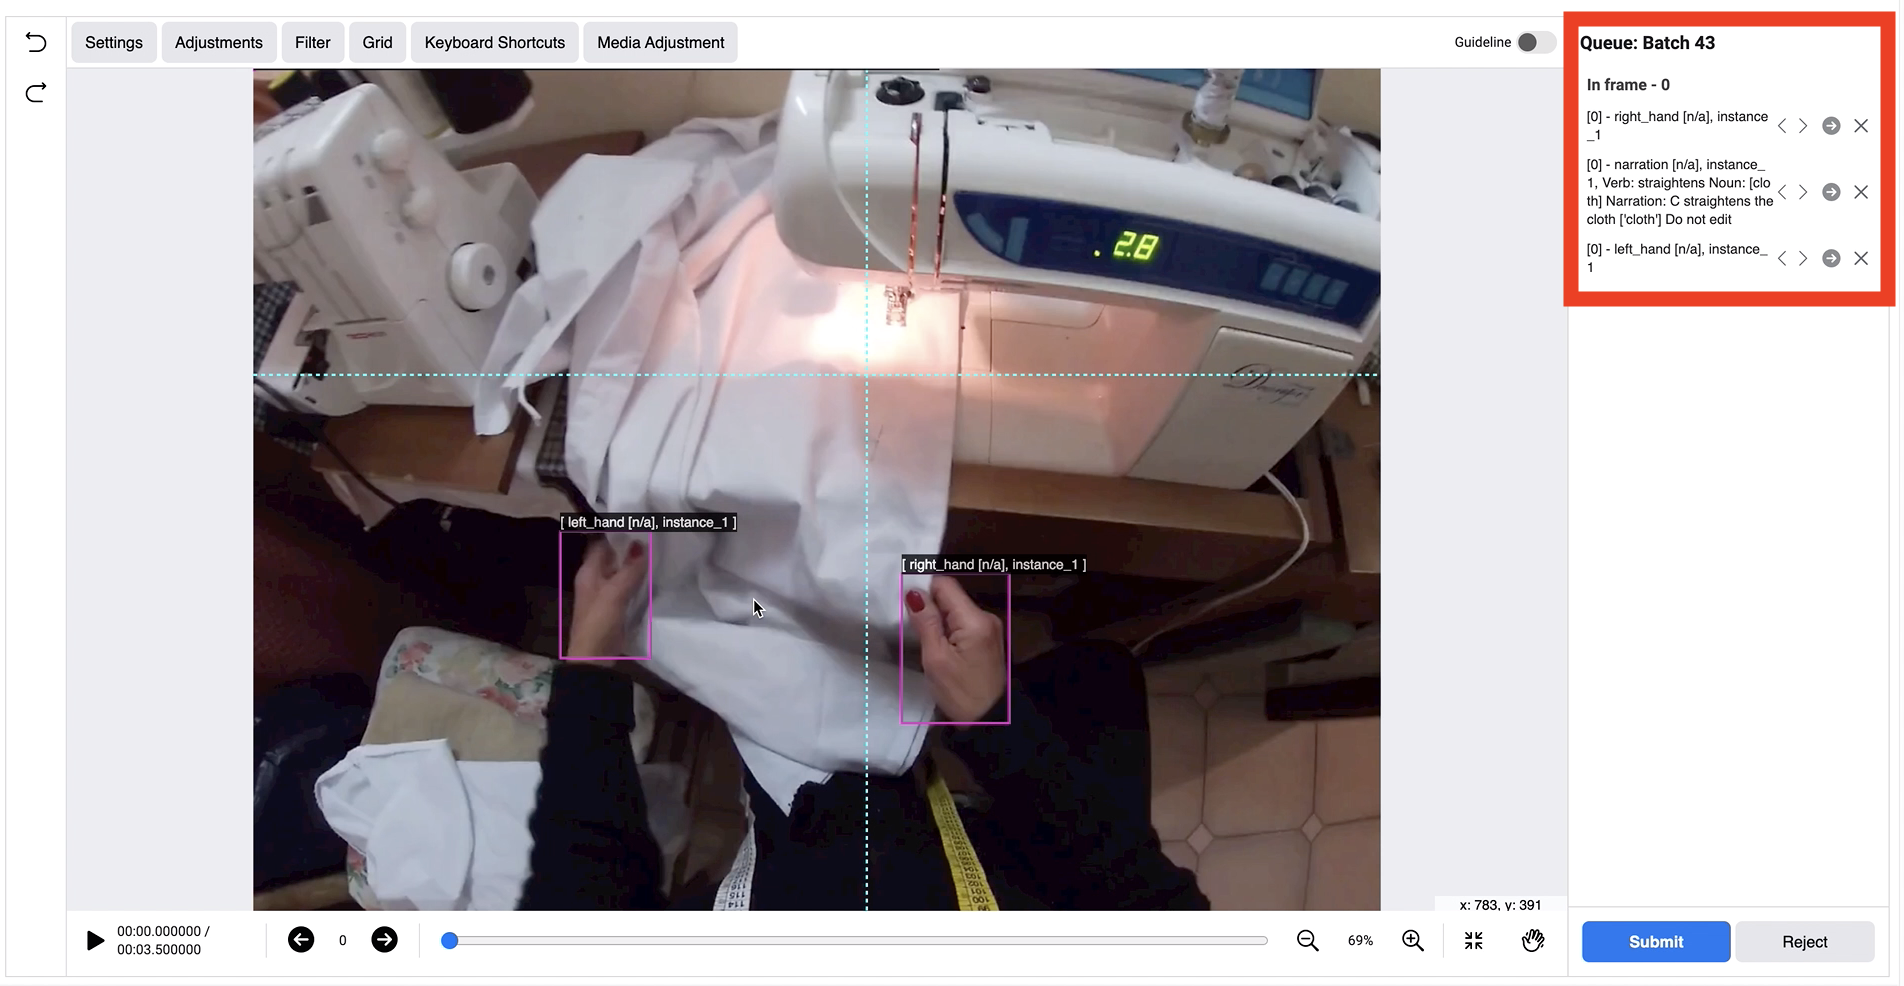 Settings
Adjustments
Filter
Grid
Keyboard Shortcuts
Media Adjustment
Guideline
Queue: Batch 43
In frame - 0
[0] - right_hand [n/a], instance
_1
[0] - narration [n/a], instance_
1, Verb: straightens Noun: [clo
th] Narration: C straightens the
cloth ['cloth'] Do not edit
[0] - left_hand [n/a], instance_
1
. 28
[ left_hand [n/a], instance_1 ]
[ right_hand [n/a], instance_1 ]
x: 783, y: 391
00:00.000000 /
00:03.500000
0
69%
Submit
Reject